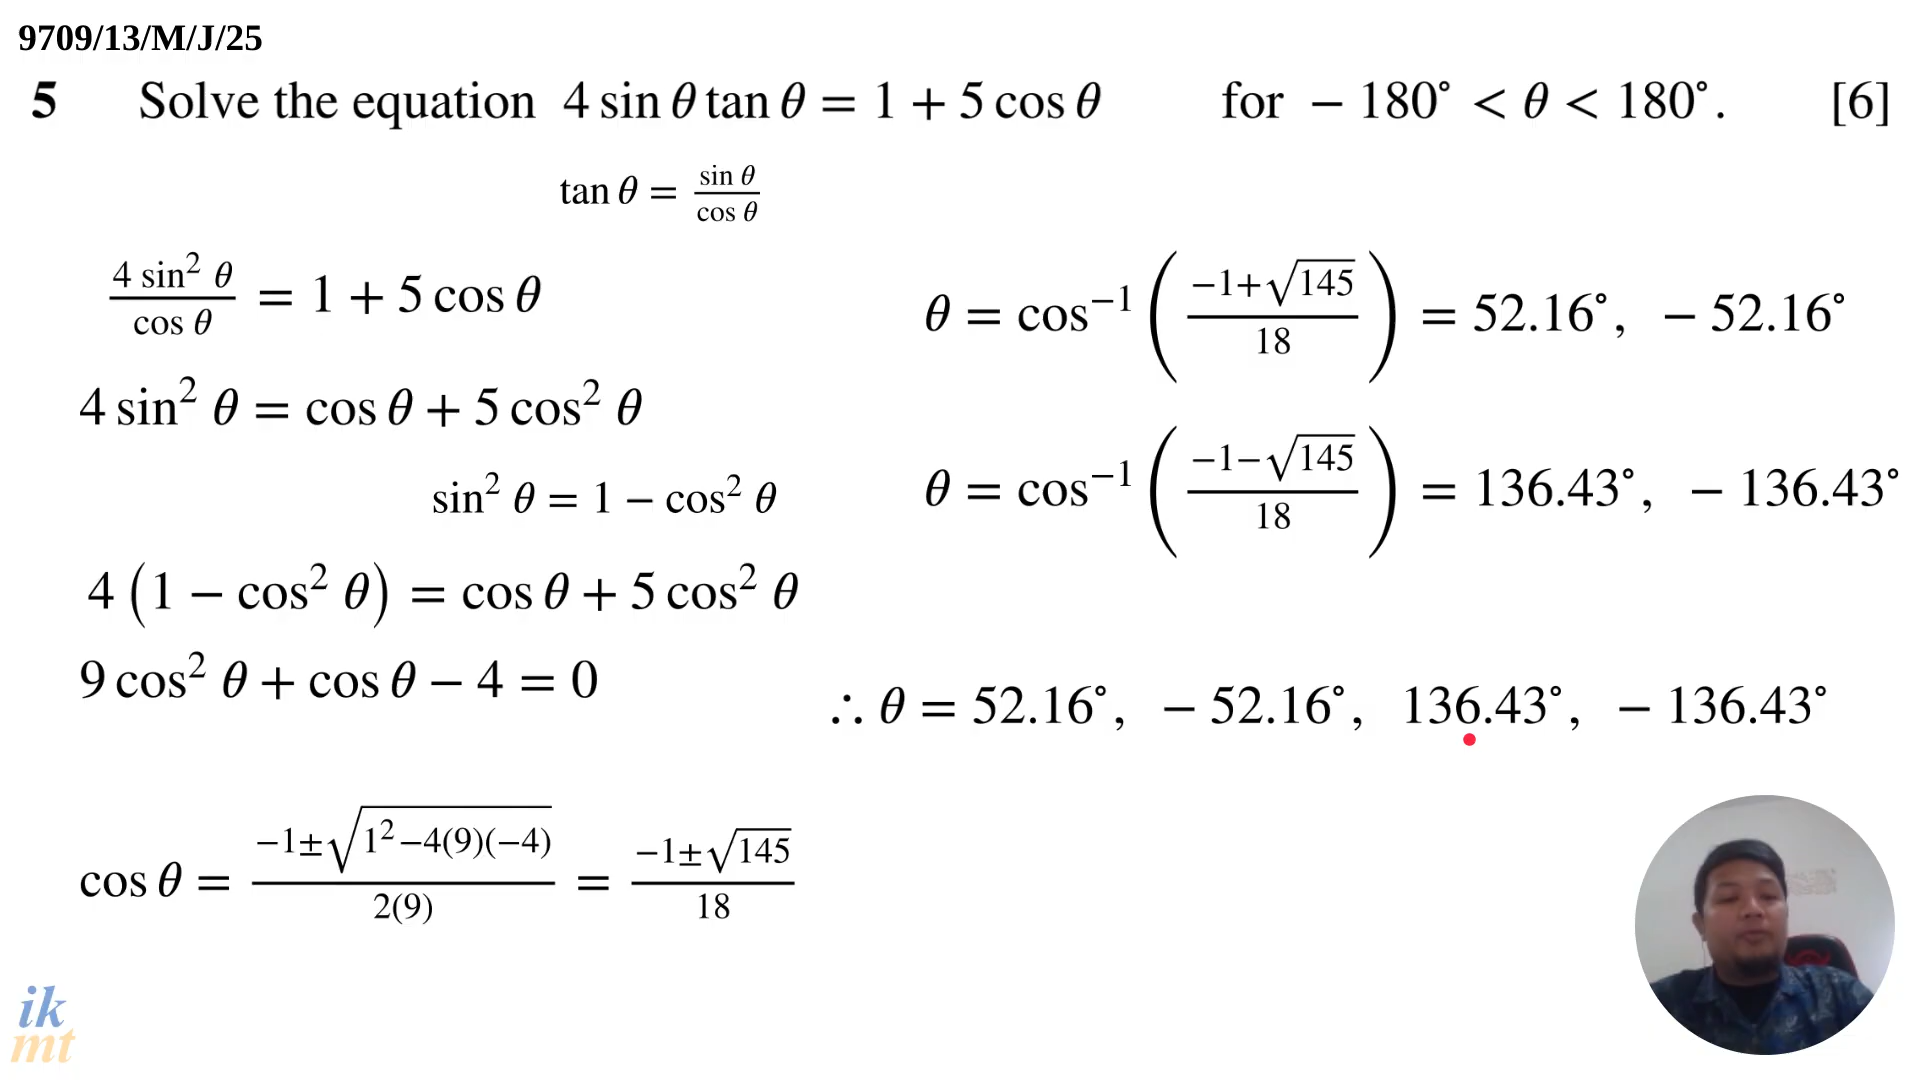 9709/13/M/J/25
5 Solve the equation 4 sin θ tan θ = 1 + 5 cos θ for − 180° < θ < 180°. [6]
tan θ = sin θ / cos θ
4 sin² θ / cos θ = 1 + 5 cos θ
4 sin² θ = cos θ + 5 cos² θ
sin² θ = 1 − cos² θ
4 (1 − cos² θ) = cos θ + 5 cos² θ
9 cos² θ + cos θ − 4 = 0
cos θ = −1±√(1²−4(9)(−4)) / 2(9) = −1±√145 / 18
θ = cos⁻¹ (−1+√145 / 18) = 52.16°, − 52.16°
θ = cos⁻¹ (−1−√145 / 18) = 136.43°, − 136.43°
∴ θ = 52.16°, − 52.16°, 136.43°, − 136.43°
ik
mt